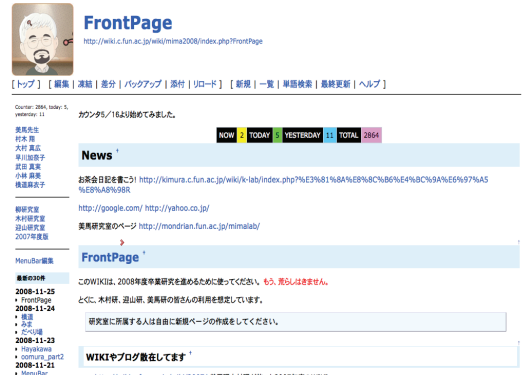 FrontPage
http://wiki.c.fun.ac.jp/wiki/mima2008/index.php?FrontPage
[ トップ ] [ 編集 | 凍結 | 差分 | バックアップ | 添付 | リロード ] [ 新規 | 一覧 | 単語検索 | 最終更新 | ヘルプ ]
Counter: 2864, today: 5,
yesterday: 11
美馬先生
村木 翔
大村 真広
早川加奈子
武田 真実
小林 麻美
横道麻衣子
柳研究室
木村研究室
迎山研究室
2007年度版
MenuBar編集
最新の30件
2008-11-25
FrontPage
2008-11-24
横道
みま
だべり場
2008-11-23
Hayakawa
oomura_part2
2008-11-21
MenuBar
カウンタ5／16より始めてみました。
NOW 2 TODAY 5 YESTERDAY 11 TOTAL 2864
News †
お茶会日記を書こう! http://kimura.c.fun.ac.jp/wiki/k-lab/index.php?%E3%81%8A%E8%8C%B6%E4%BC%9A%E6%97%A5
%E8%A8%98R
http://google.com/ http://yahoo.co.jp/
美馬研究室のページ http://mondrian.fun.ac.jp/mimalab/
FrontPage †
このWIKIは、2008年度卒業研究を進めるために使ってください。もう、荒らしはきません。
とくに、木村研、迎山研、美馬研の皆さんの利用を想定しています。
研究室に所属する人は自由に新規ページの作成をしてください。
WIKIやブログ散在してます †